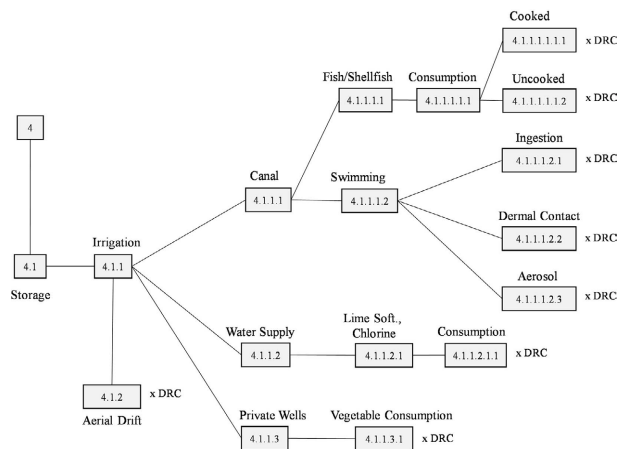 Cooked
4.1.1.1.1.1.1 x DRC
Fish/Shellfish Consumption Uncooked
4.1.1.1.1 4.1.1.1.1.1 4.1.1.1.1.1.2 x DRC
4
Ingestion
Canal Swimming 4.1.1.1.2.1 x DRC
4.1.1.1 4.1.1.1.2
Dermal Contact
Irrigation 4.1.1.1.2.2 x DRC
4.1 4.1.1
Storage Aerosol
4.1.1.1.2.3 x DRC
Water Supply Lime Soft., Chlorine Consumption
4.1.1.2 4.1.1.2.1 4.1.1.2.1.1 x DRC
4.1.2 x DRC
Aerial Drift Private Wells Vegetable Consumption
4.1.1.3 4.1.1.3.1 x DRC